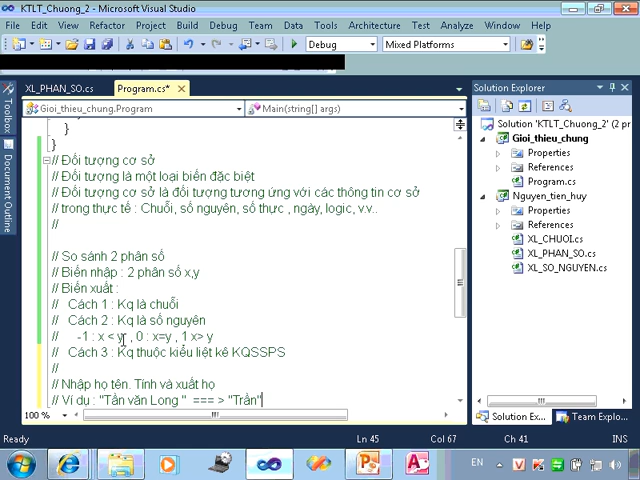 KTLT_Chuong_2 - Microsoft Visual Studio
File Edit View Refactor Project Build Debug Team Data Tools Architecture Test Analyze Window Help
Debug Mixed Platforms
XL_PHAN_SO.cs Program.cs*
Gioi_thieu_chung.Program Main(string[] args)
}
}
// Đối tượng cơ sở
// Đối tượng là một loại biến đặc biệt
// Đối tượng cơ sở là đối tượng tương ứng với các thông tin cơ sở
// trong thực tế : Chuỗi, số nguyên, số thực , ngày, logic, v.v..
//
// So sánh 2 phân số
// Biến nhập : 2 phân số x,y
// Biến xuất :
// Cách 1 : Kq là chuỗi
// Cách 2 : Kq là số nguyên
// -1 : x < y , 0 : x=y , 1 x> y
// Cách 3 : Kq thuộc kiểu liệt kê KQSSPS
//
// Nhập họ tên. Tính và xuất họ
// Ví dụ : "Tần văn Long " === > "Trần"
100 %
Toolbox
Document Outline
Solution Explorer
Solution 'KTLT_Chuong_2' (2 pr
Gioi_thieu_chung
Properties
References
Program.cs
Nguyen_tien_huy
Properties
References
XL_CHUOI.cs
XL_PHAN_SO.cs
XL_SO_NGUYEN.cs
Solution Ex... Team Explo...
Ready Ln 45 Col 67 Ch 41 INS
EN 9:46 PM